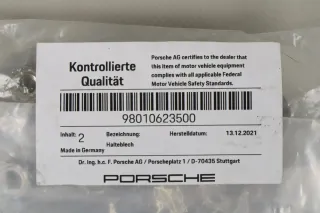 Kontrollierte
Qualität
Porsche AG certifies to the dealer that
this item of motor vehicle equipment
complies with all applicable Federal
Motor Vehicle Safety Standards.
98010623500
Inhalt: 2 Bezeichnung: Herstelldatum: 13.12.2021
Halteblech
Made in Germany
Dr. Ing. h.c. F. Porsche AG / Porscheplatz 1 / D-70435 Stuttgart
PORSCHE